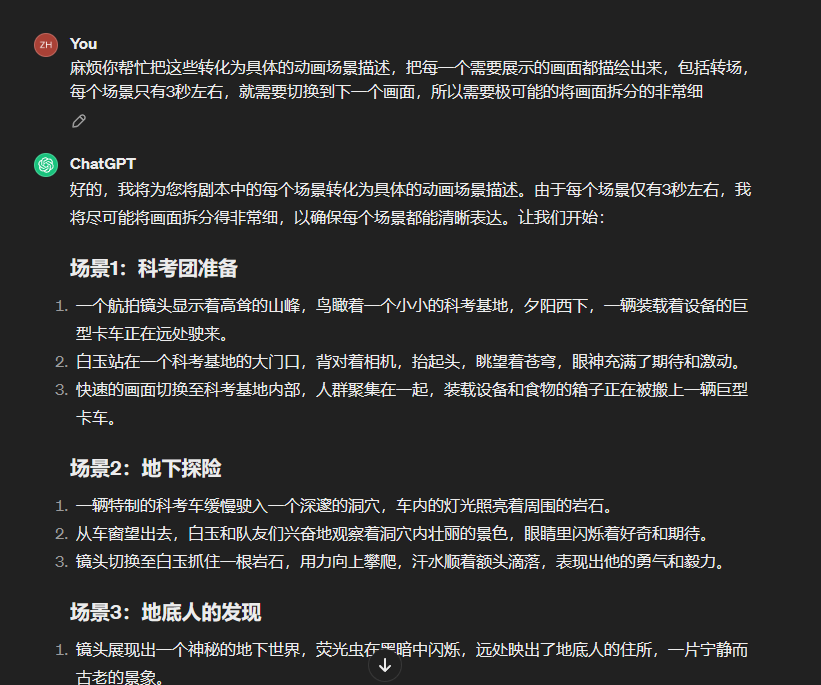 ZH
You
麻烦你帮忙把这些转化为具体的动画场景描述，把每一个需要展示的画面都描绘出来，包括转场，
每个场景只有3秒左右，就需要切换到下一个画面，所以需要极可能的将画面拆分的非常细
ChatGPT
好的，我将为您将剧本中的每个场景转化为具体的动画场景描述。由于每个场景仅有3秒左右，我
将尽可能将画面拆分得非常细，以确保每个场景都能清晰表达。让我们开始：
场景1：科考团准备
1. 一个航拍镜头显示着高耸的山峰，鸟瞰着一个小小的科考基地，夕阳西下，一辆装载着设备的巨
型卡车正在远处驶来。
2. 白玉站在一个科考基地的大门口，背对着相机，抬起头，眺望着苍穹，眼神充满了期待和激动。
3. 快速的画面切换至科考基地内部，人群聚集在一起，装载设备和食物的箱子正在被搬上一辆巨型
卡车。
场景2：地下探险
1. 一辆特制的科考车缓慢驶入一个深邃的洞穴，车内的灯光照亮着周围的岩石。
2. 从车窗望出去，白玉和队友们兴奋地观察着洞穴内壮丽的景色，眼睛里闪烁着好奇和期待。
3. 镜头切换至白玉抓住一根岩石，用力向上攀爬，汗水顺着额头滴落，表现出他的勇气和毅力。
场景3：地底人的发现
1. 镜头展现出一个神秘的地下世界，荧光虫在黑暗中闪烁，远处映出了地底人的住所，一片宁静而
古老的景象。